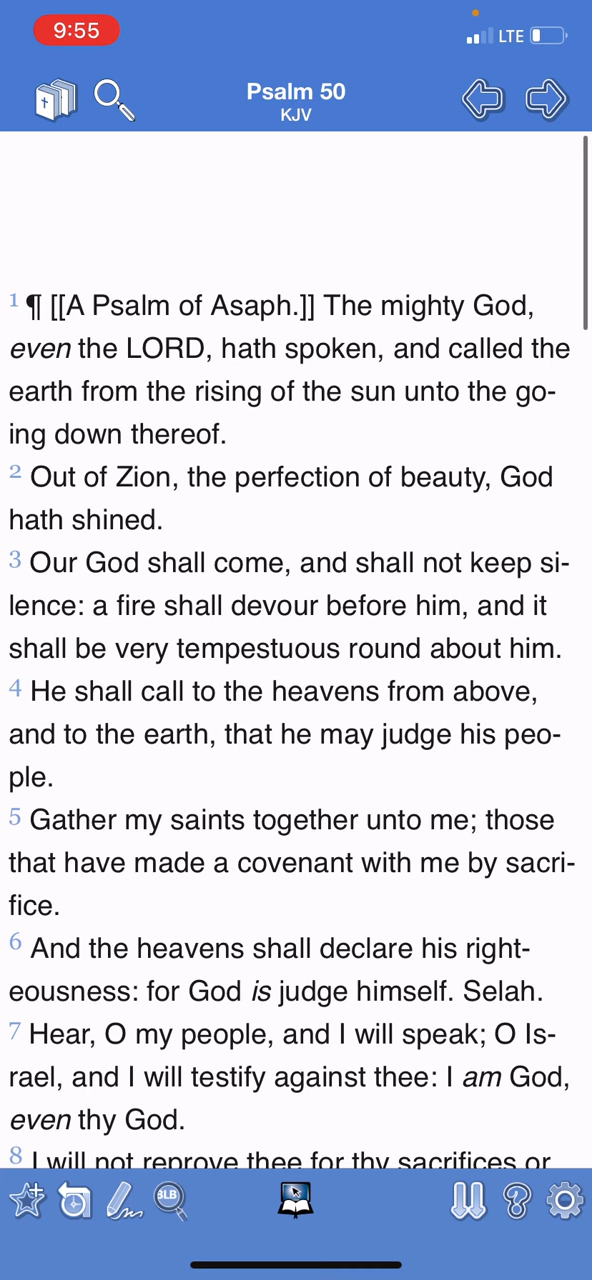 9:55
LTE
Psalm 50
KJV
1 ¶ [[A Psalm of Asaph.]] The mighty God,
even the LORD, hath spoken, and called the
earth from the rising of the sun unto the go-
ing down thereof.
2 Out of Zion, the perfection of beauty, God
hath shined.
3 Our God shall come, and shall not keep si-
lence: a fire shall devour before him, and it
shall be very tempestuous round about him.
4 He shall call to the heavens from above,
and to the earth, that he may judge his peo-
ple.
5 Gather my saints together unto me; those
that have made a covenant with me by sacri-
fice.
6 And the heavens shall declare his right-
eousness: for God is judge himself. Selah.
7 Hear, O my people, and I will speak; O Is-
rael, and I will testify against thee: I am God,
even thy God.
8 I will not reprove thee for thy sacrifices or
BLB